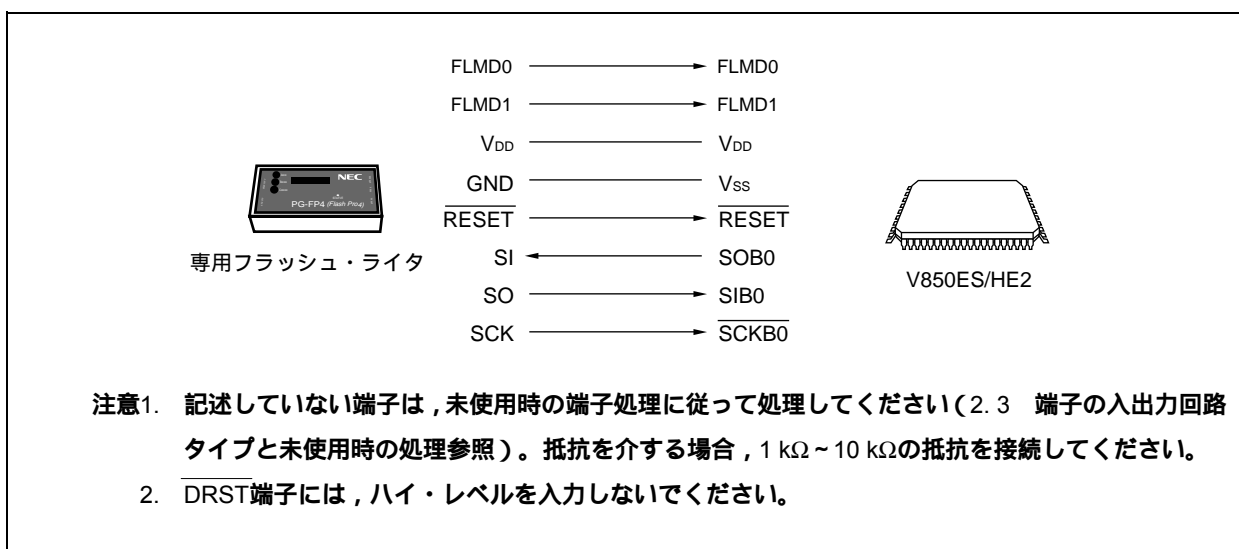 FLMD0 FLMD0
FLMD1 FLMD1
VDD VDD
GND VSS
RESET RESET
SI SOB0
SO SIB0
SCK SCKB0
NEC
PG-FP4 (Flash Pro4)
専用フラッシュ・ライタ
V850ES/HE2
注意1. 記述していない端子は，未使用時の端子処理に従って処理してください（2. 3 端子の入出力回路
タイプと未使用時の処理参照）。抵抗を介する場合，1 kΩ~10 kΩの抵抗を接続してください。
2. DRST端子には，ハイ・レベルを入力しないでください。